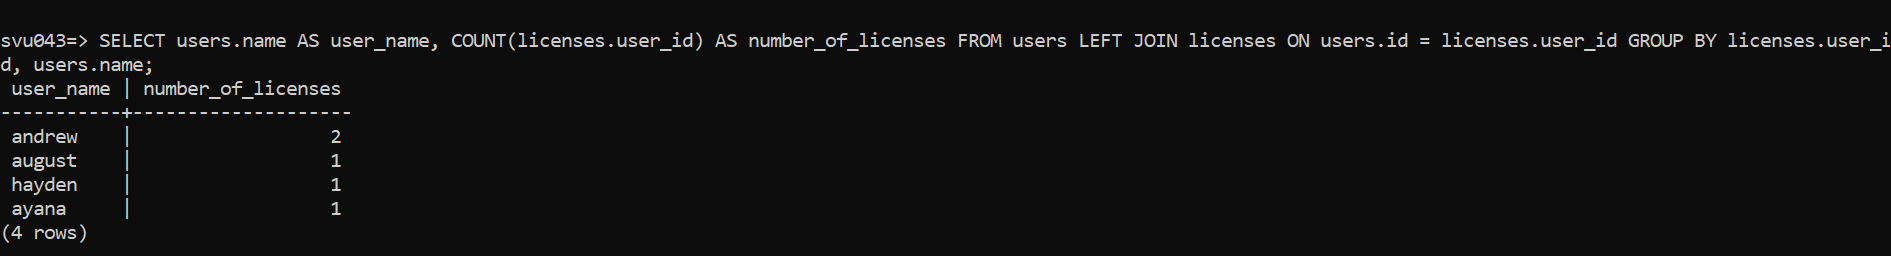 svu043=> SELECT users.name AS user_name, COUNT(licenses.user_id) AS number_of_licenses FROM users LEFT JOIN licenses ON users.id = licenses.user_id GROUP BY licenses.user_i
d, users.name;
 user_name | number_of_licenses
-----------+--------------------
 andrew    |                  2
 august    |                  1
 hayden    |                  1
 ayana     |                  1
(4 rows)